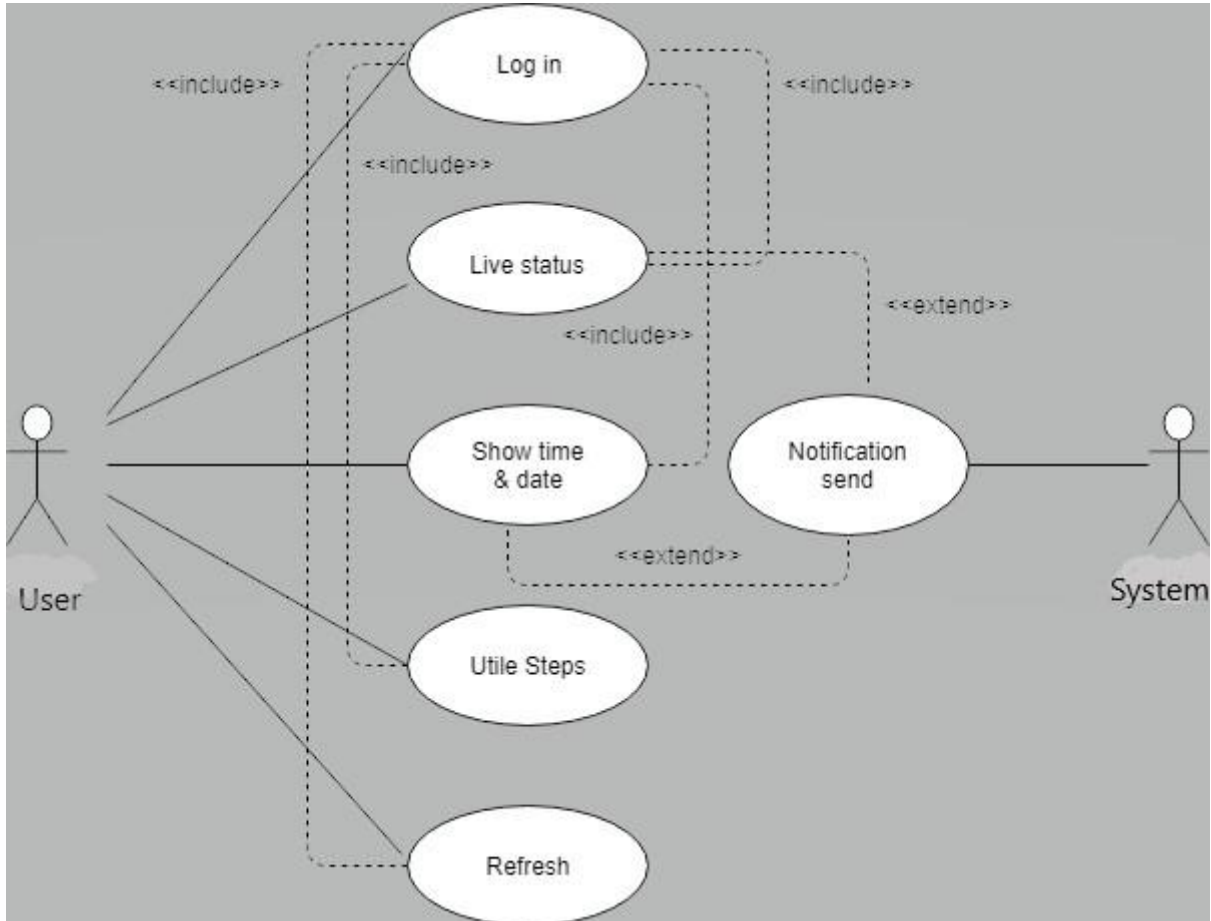 Log in
<<include>>
<<include>>
<<include>>
Live status
<<extend>>
<<include>>
Show time
& date
Notification
send
<<extend>>
User
System
Utile Steps
Refresh